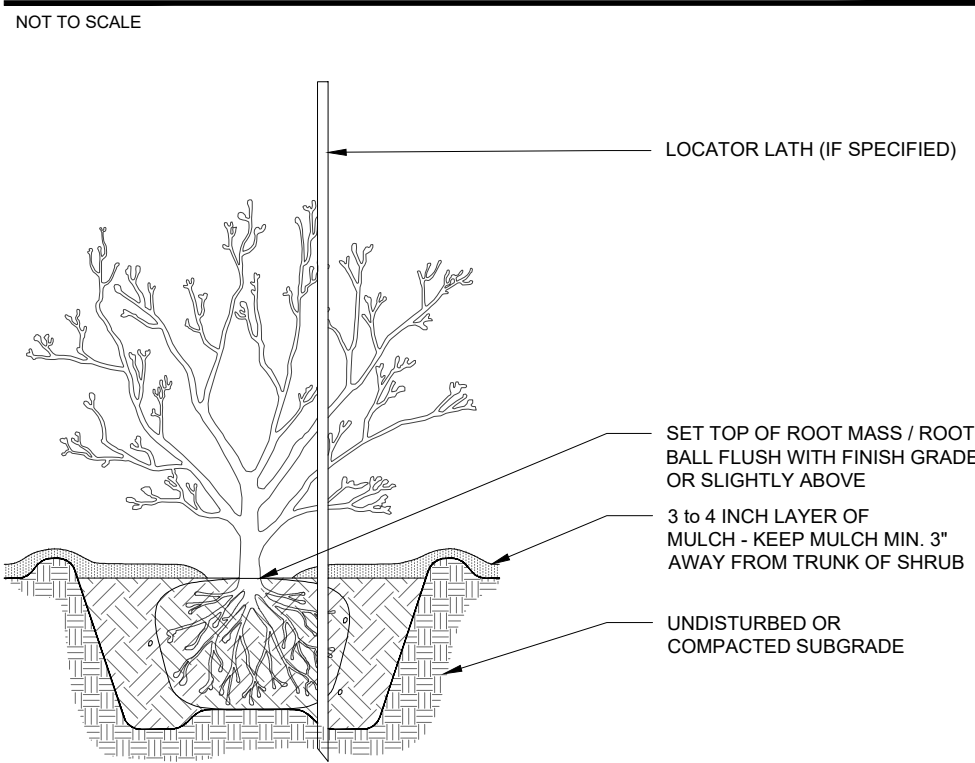 NOT TO SCALE
LOCATOR LATH (IF SPECIFIED)
SET TOP OF ROOT MASS / ROOT
BALL FLUSH WITH FINISH GRADE
OR SLIGHTLY ABOVE
3 to 4 INCH LAYER OF
MULCH - KEEP MULCH MIN. 3"
AWAY FROM TRUNK OF SHRUB
UNDISTURBED OR
COMPACTED SUBGRADE